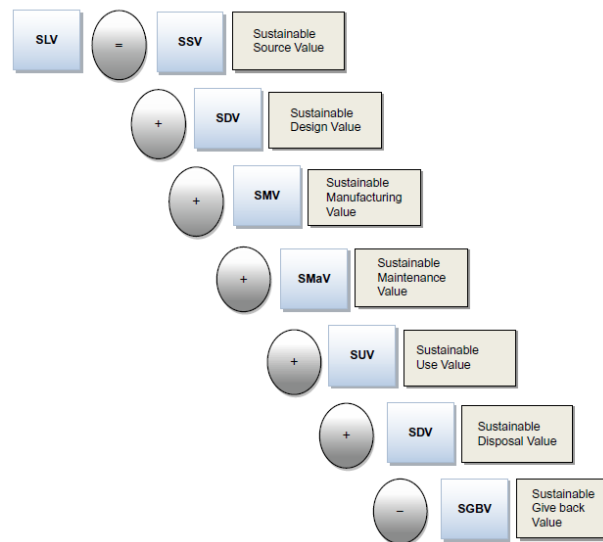 SLV = SSV Sustainable
Source Value
+ SDV Sustainable
Design Value
+ SMV Sustainable
Manufacturing
Value
+ SMaV Sustainable
Maintenance
Value
+ SUV Sustainable
Use Value
+ SDV Sustainable
Disposal Value
− SGBV Sustainable
Give back
Value